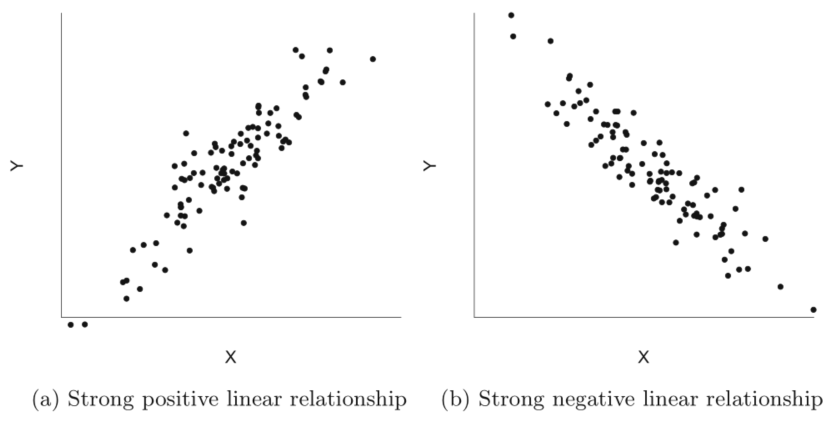 Y
X
(a) Strong positive linear relationship
Y
X
(b) Strong negative linear relationship